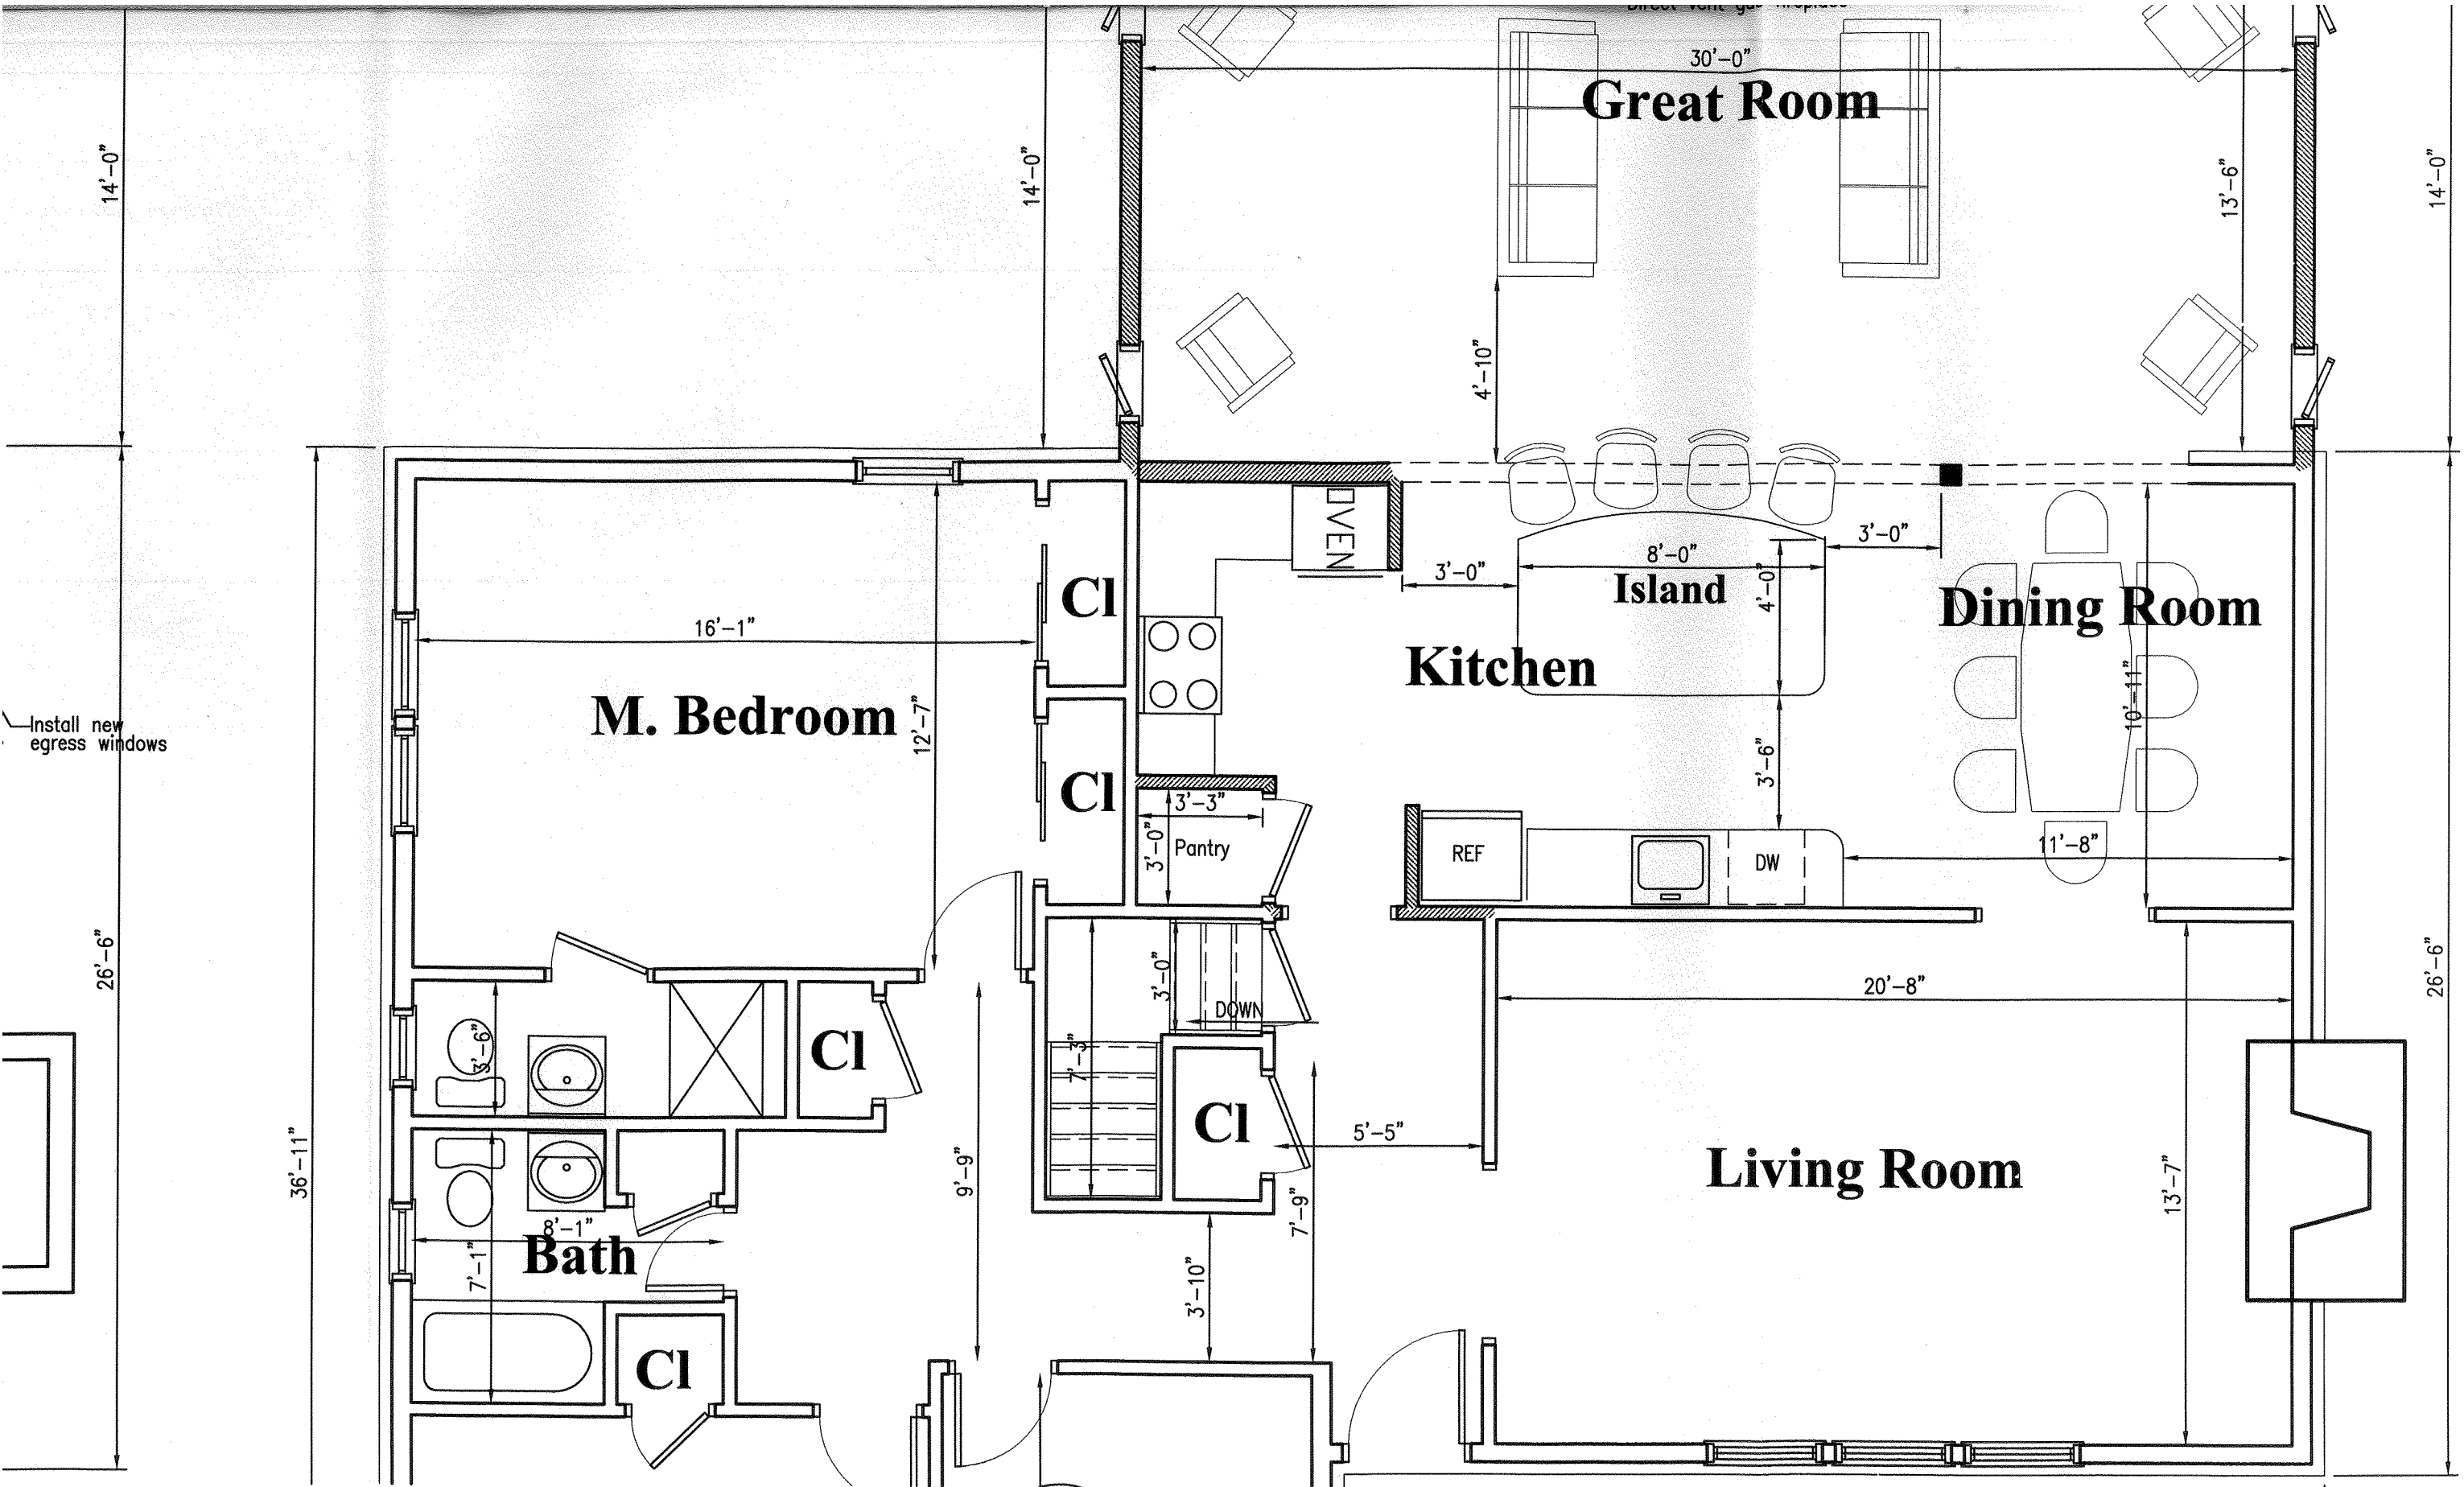 Direct vent gas fireplace
30'-0"
Great Room
14'-0"
14'-0"
13'-6"
14'-0"
4'-10"
OVEN
3'-0"
8'-0"
Island
4'-0"
3'-0"
Cl
Dining Room
16'-1"
Kitchen
M. Bedroom
12'-7"
10'-11"
Install new
egress windows
3'-6"
Cl
3'-3"
3'-0"
Pantry
REF
DW
11'-8"
26'-6"
3'-0"
DOWN
20'-8"
26'-6"
3'-6"
Cl
7'-3"
Cl
5'-5"
36'-11"
9'-9"
Living Room
13'-7"
7'-9"
8'-1"
Bath
7'-1"
3'-10"
Cl